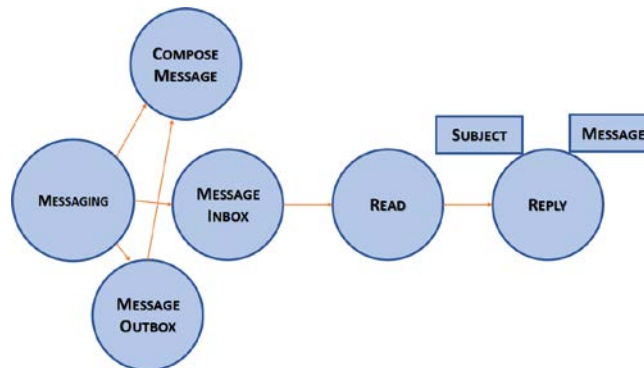 COMPOSE
MESSAGE
SUBJECT
MESSAGE
MESSAGING
MESSAGE
INBOX
READ
REPLY
MESSAGE
OUTBOX